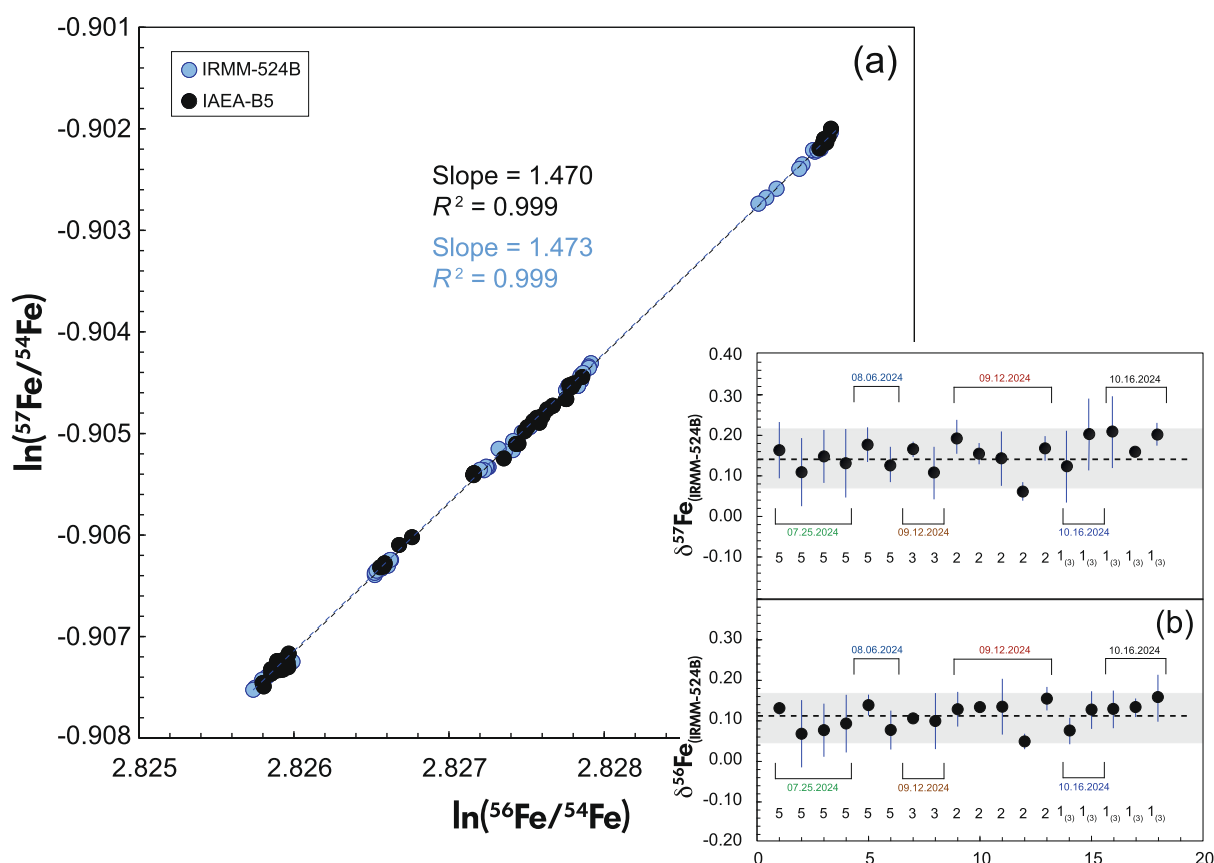 -0.901
(a)
IRMM-524B
IAEA-B5
-0.902
Slope = 1.470
R² = 0.999
-0.903
Slope = 1.473
R² = 0.999
ln(⁵⁷Fe/⁵⁴Fe)
-0.904
-0.905
-0.906
-0.907
-0.908
2.825 2.826 2.827 2.828
ln(⁵⁶Fe/⁵⁴Fe)
0.40
08.06.2024 09.12.2024 10.16.2024
0.30
0.20
0.10
0.00
-0.10
δ⁵⁷Fe(IRMM-524B)
07.25.2024 09.12.2024 10.16.2024
5 5 5 5 5 5 3 3 2 2 2 2 2 1(3) 1(3) 1(3) 1(3) 1(3)
(b)
0.30
08.06.2024 09.12.2024 10.16.2024
0.20
0.10
0.00
-0.10
-0.20
δ⁵⁶Fe(IRMM-524B)
07.25.2024 09.12.2024 10.16.2024
5 5 5 5 5 5 3 3 2 2 2 2 2 1(3) 1(3) 1(3) 1(3) 1(3)
0 5 10 15 20